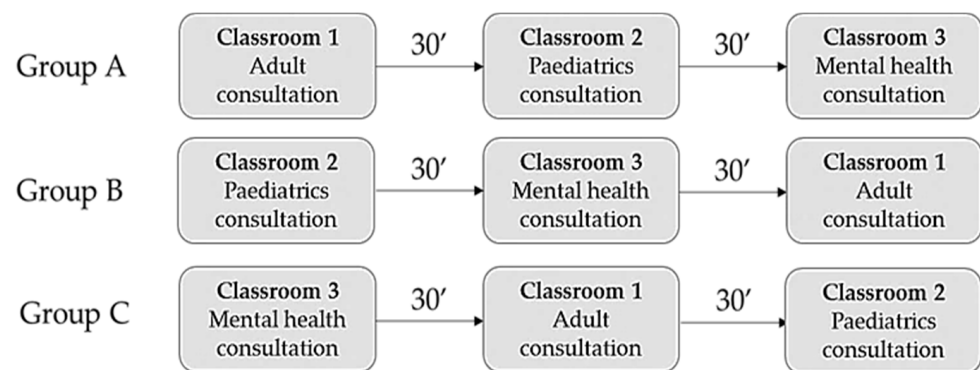 Group A
Classroom 1
Adult
consultation
30′
Classroom 2
Paediatrics
consultation
30′
Classroom 3
Mental health
consultation
Group B
Classroom 2
Paediatrics
consultation
30′
Classroom 3
Mental health
consultation
30′
Classroom 1
Adult
consultation
Group C
Classroom 3
Mental health
consultation
30′
Classroom 1
Adult
consultation
30′
Classroom 2
Paediatrics
consultation